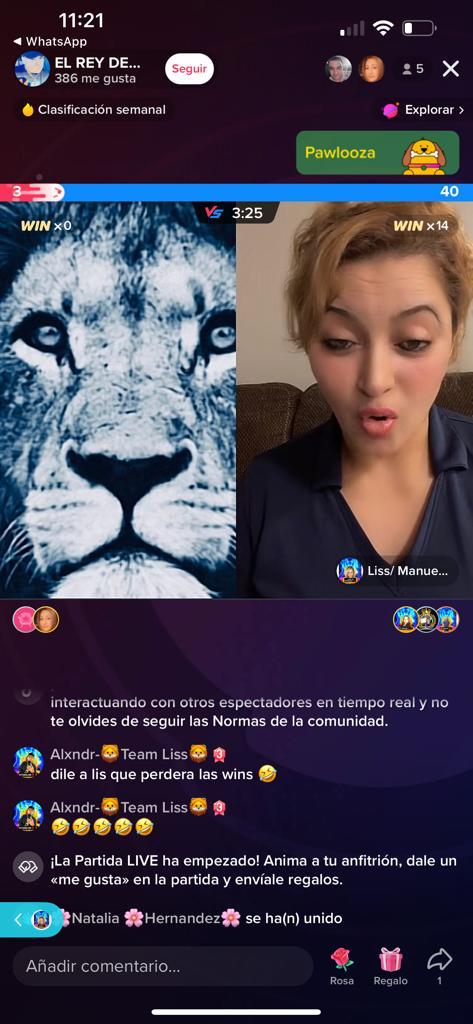 11:21
◀ WhatsApp
EL REY DE...
386 me gusta
Seguir
5
Clasificación semanal
Explorar >
Pawlooza
3
40
WIN x0
VS 3:25
WIN x14
Liss/ Manue...
interactuando con otros espectadores en tiempo real y no
te olvides de seguir las Normas de la comunidad.
Alxndr-🦁Team Liss🦁 3
dile a lis que perdera las wins 🤣
Alxndr-🦁Team Liss🦁 3
🤣🤣🤣🤣🤣
¡La Partida LIVE ha empezado! Anima a tu anfitrión, dale un
«me gusta» en la partida y envíale regalos.
🌸Natalia 🌸Hernandez🌸 se ha(n) unido
Añadir comentario...
Rosa
Regalo
1